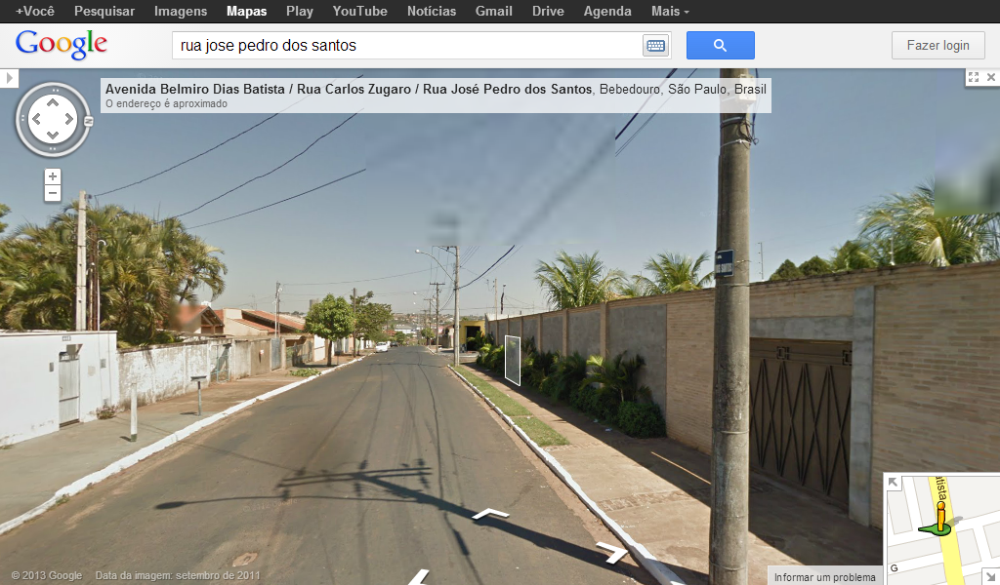 +Você Pesquisar Imagens Mapas Play YouTube Notícias Gmail Drive Agenda Mais
Google
rua jose pedro dos santos
Fazer login
Avenida Belmiro Dias Batista / Rua Carlos Zugaro / Rua José Pedro dos Santos, Bebedouro, São Paulo, Brasil
O endereço é aproximado
© 2013 Google Data da imagem: setembro de 2011
Informar um problema
atista
G